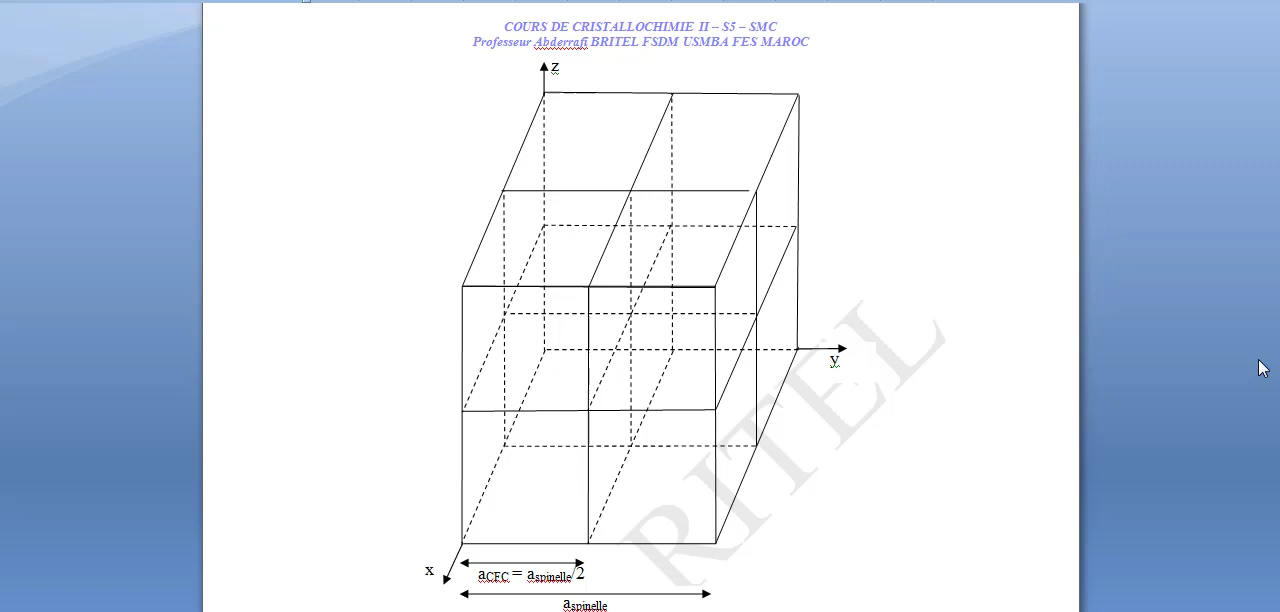 COURS DE CRISTALLOCHIMIE II – S5 – SMC
Professeur Abderrafi BRITEL FSDM USMBA FES MAROC
z
y
x
aCFC = aspinelle/2
aspinelle
RITEL